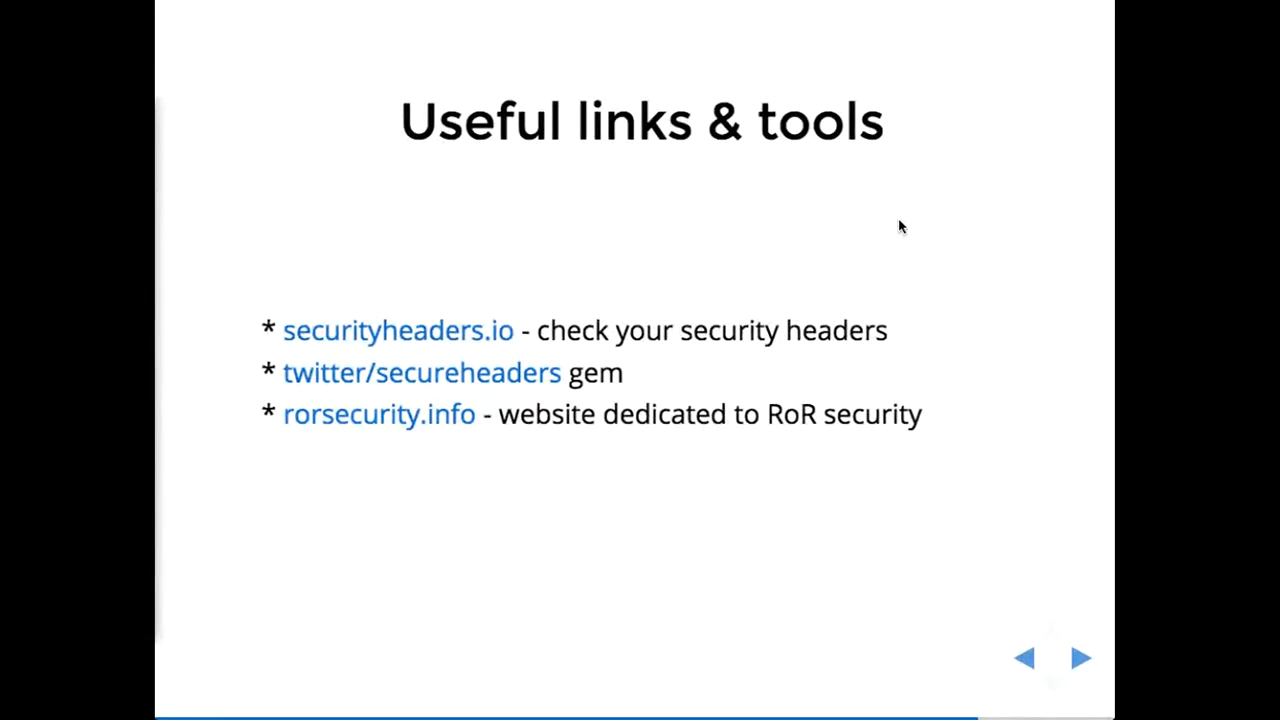 Useful links & tools
* securityheaders.io - check your security headers
* twitter/secureheaders gem
* rorsecurity.info - website dedicated to RoR security